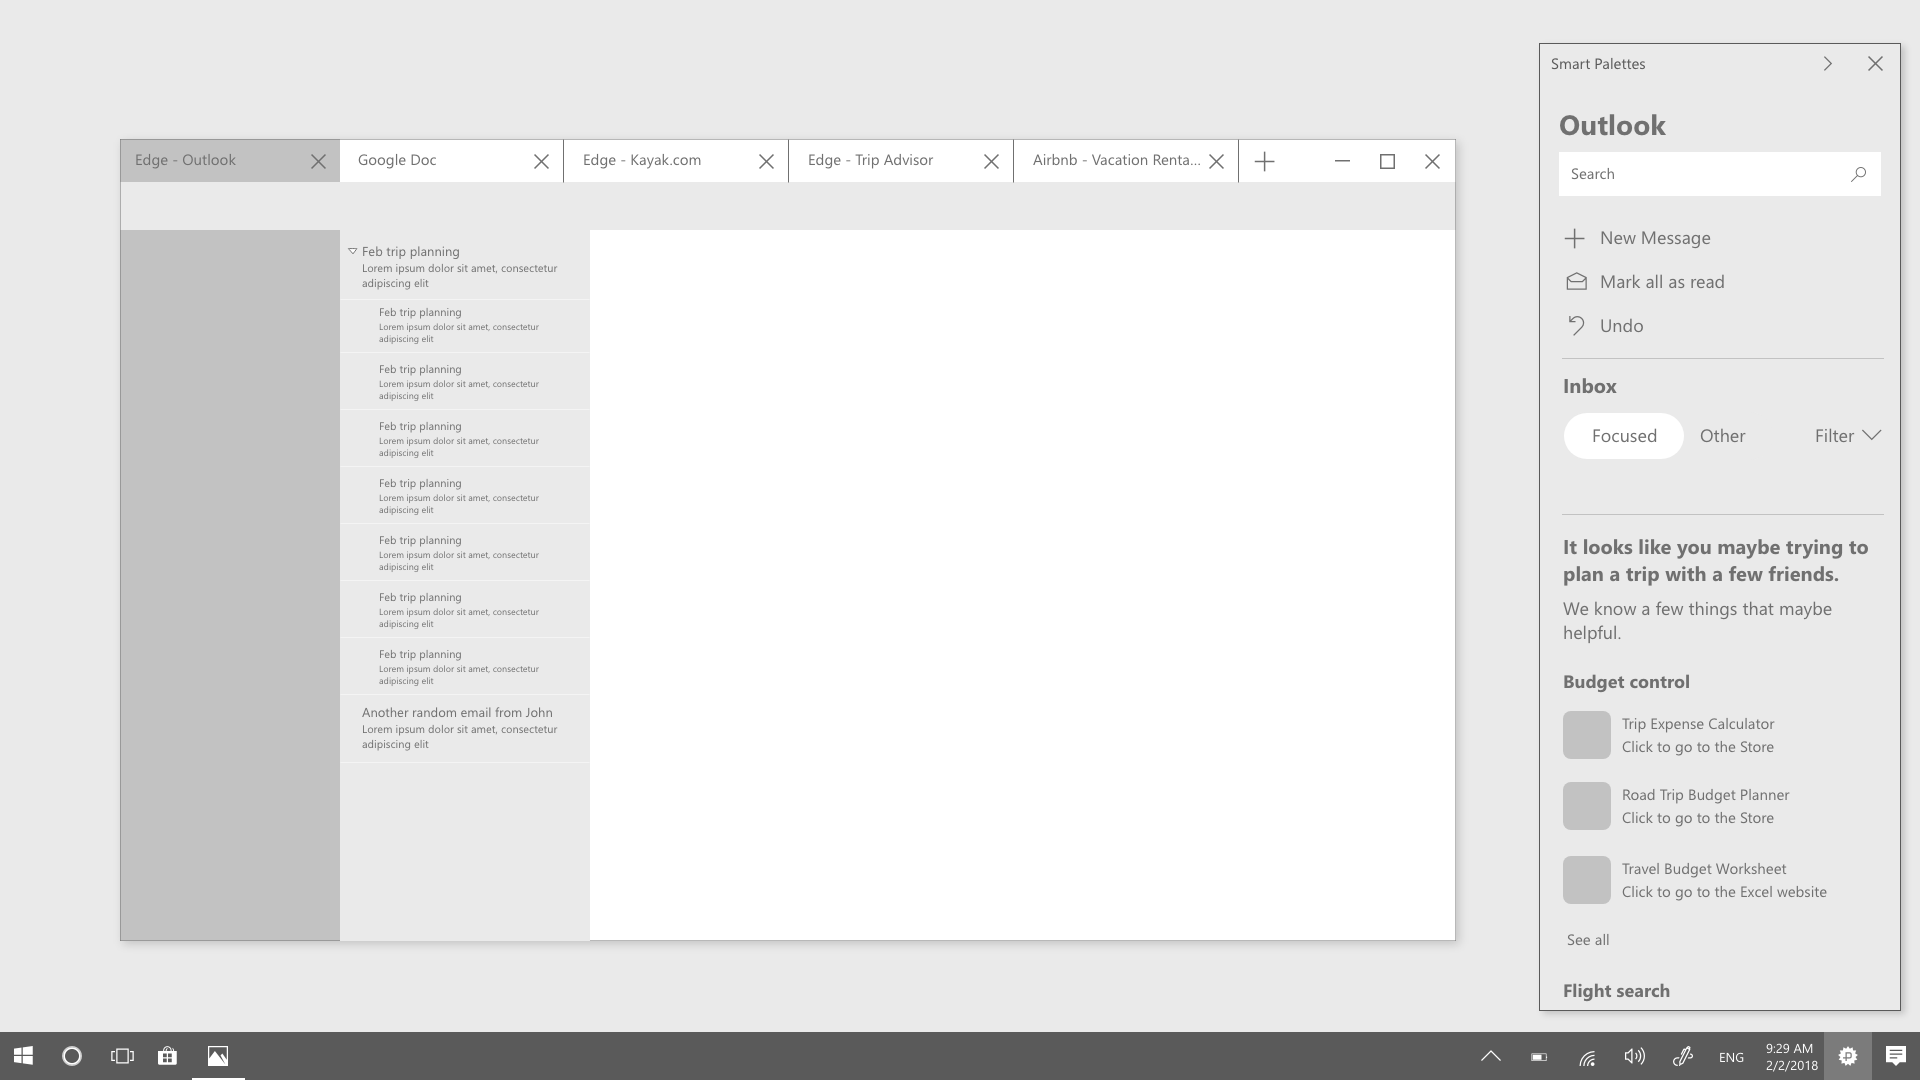 Smart Palettes
Outlook
Search
New Message
Mark all as read
Undo
Inbox
Focused
Other
Filter
It looks like you maybe trying to
plan a trip with a few friends.
We know a few things that maybe
helpful.
Budget control
Trip Expense Calculator
Click to go to the Store
Road Trip Budget Planner
Click to go to the Store
Travel Budget Worksheet
Click to go to the Excel website
See all
Flight search
Edge - Outlook
Google Doc
Edge - Kayak.com
Edge - Trip Advisor
Airbnb - Vacation Renta...
Feb trip planning
Lorem ipsum dolor sit amet, consectetur
adipiscing elit
Feb trip planning
Lorem ipsum dolor sit amet, consectetur
adipiscing elit
Feb trip planning
Lorem ipsum dolor sit amet, consectetur
adipiscing elit
Feb trip planning
Lorem ipsum dolor sit amet, consectetur
adipiscing elit
Feb trip planning
Lorem ipsum dolor sit amet, consectetur
adipiscing elit
Feb trip planning
Lorem ipsum dolor sit amet, consectetur
adipiscing elit
Feb trip planning
Lorem ipsum dolor sit amet, consectetur
adipiscing elit
Feb trip planning
Lorem ipsum dolor sit amet, consectetur
adipiscing elit
Another random email from John
Lorem ipsum dolor sit amet, consectetur
adipiscing elit
ENG
9:29 AM
2/2/2018